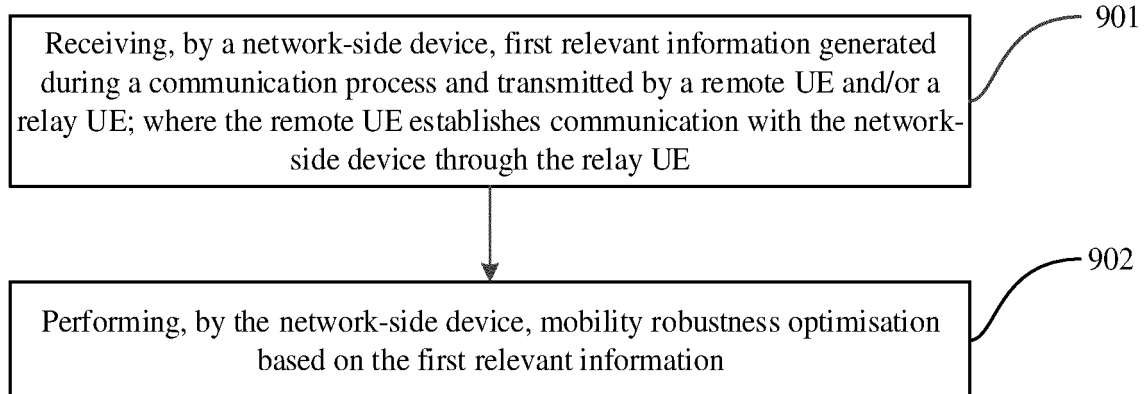 901
Receiving, by a network-side device, first relevant information generated
during a communication process and transmitted by a remote UE and/or a
relay UE; where the remote UE establishes communication with the network-
side device through the relay UE
902
Performing, by the network-side device, mobility robustness optimisation
based on the first relevant information